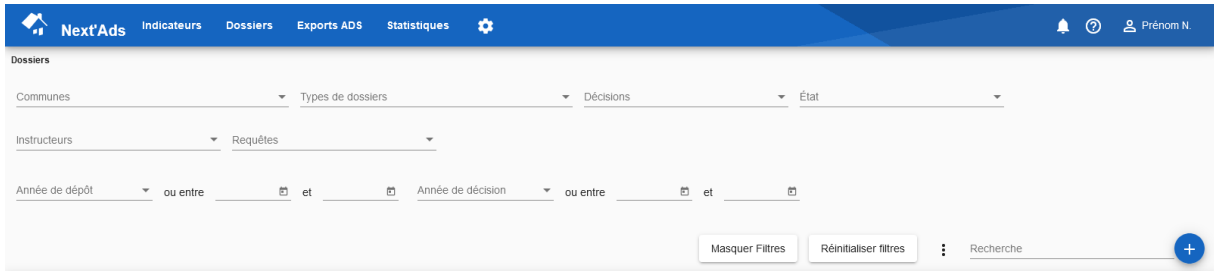 Next'Ads Indicateurs Dossiers Exports ADS Statistiques Prénom N.
Dossiers
Communes Types de dossiers Décisions État
Instructeurs Requêtes
Année de dépôt ou entre et Année de décision ou entre et
Masquer Filtres Réinitialiser filtres Recherche